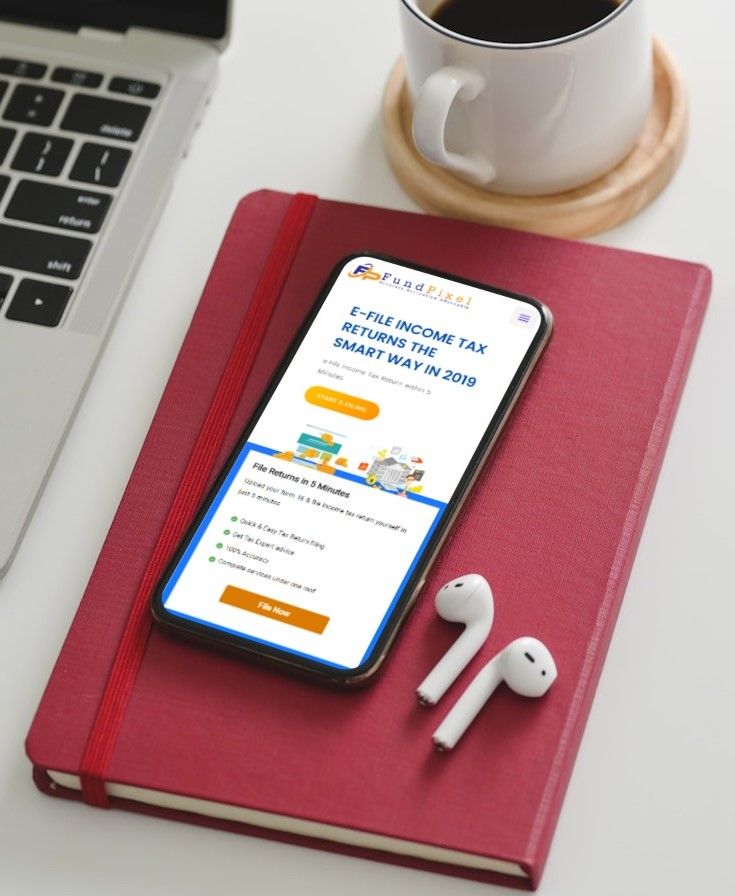 delete
enter
return
shift
FundPixel
E-FILE INCOME TAX
RETURNS THE
SMART WAY IN 2019
e-File Income Tax Return within 5
Minutes
START E-FILING
File Returns in 5 Minutes
Upload your form 16 & file income tax return yourself in
just 5 minutes
Quick & Easy Tax Return filing
Get Tax Expert advice
100% Accuracy
Complete services under one roof
File Now